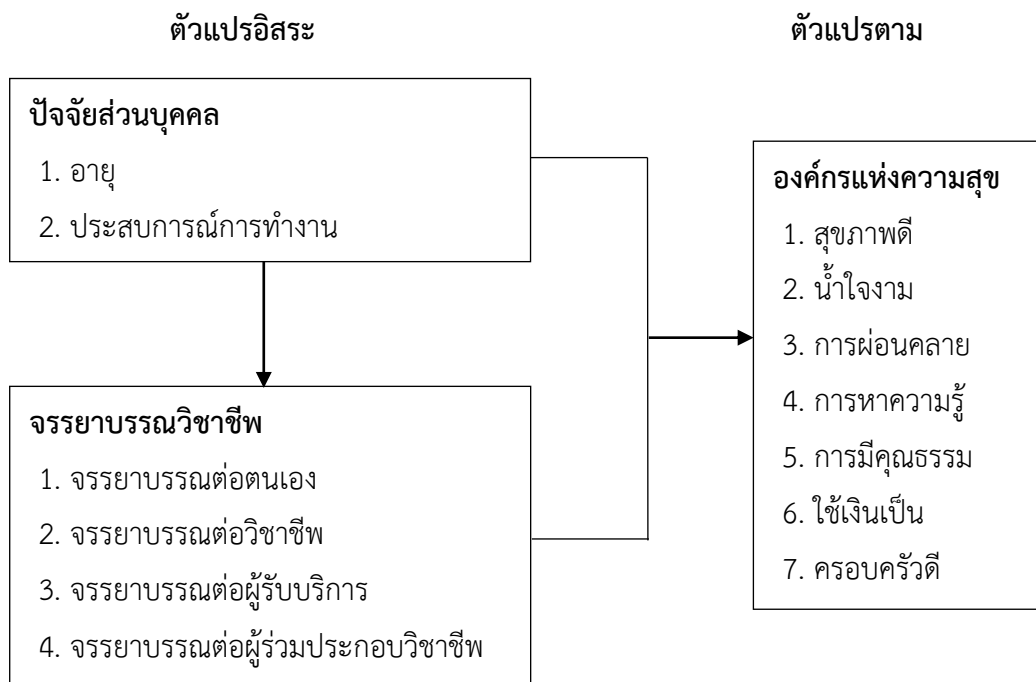 ตัวแปรอิสระ
ตัวแปรตาม
ปัจจัยส่วนบุคคล
1. อายุ
2. ประสบการณ์การทำงาน
จรรยาบรรณวิชาชีพ
1. จรรยาบรรณต่อตนเอง
2. จรรยาบรรณต่อวิชาชีพ
3. จรรยาบรรณต่อผู้รับบริการ
4. จรรยาบรรณต่อผู้ร่วมประกอบวิชาชีพ
องค์กรแห่งความสุข
1. สุขภาพดี
2. น้ำใจงาม
3. การผ่อนคลาย
4. การหาความรู้
5. การมีคุณธรรม
6. ใช้เงินเป็น
7. ครอบครัวดี